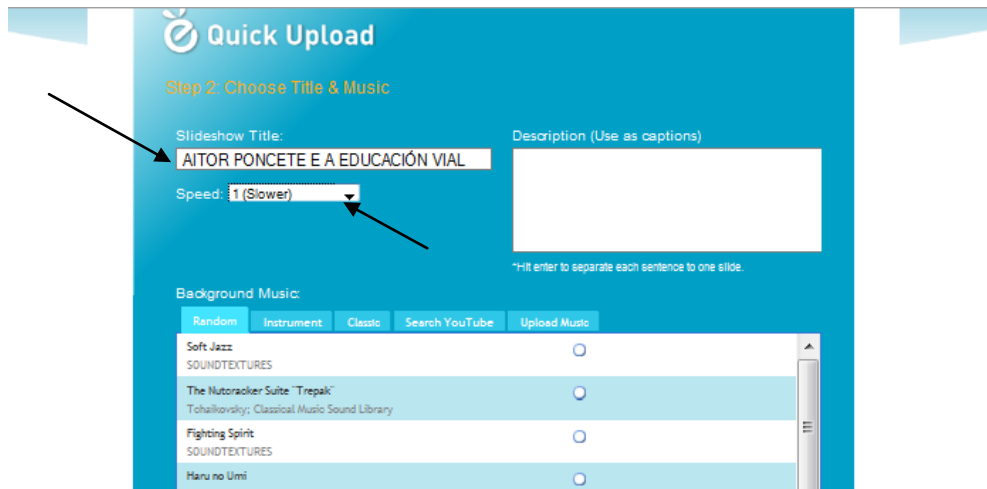 Quick Upload
Step 2: Choose Title & Music
Slideshow Title:
AITOR PONCETE E A EDUCACIÓN VIAL
Speed: 1 (Slower)
Description (Use as captions)
*Hit enter to separate each sentence to one slide.
Background Music:
Random Instrument Classic Search YouTube Upload Music
Soft Jazz
SOUNDTEXTURES
The Nutcracker Suite ¨Trepak¨
Tchaikovsky; Classical Music Sound Library
Fighting Spirit
SOUNDTEXTURES
Haru no Umi